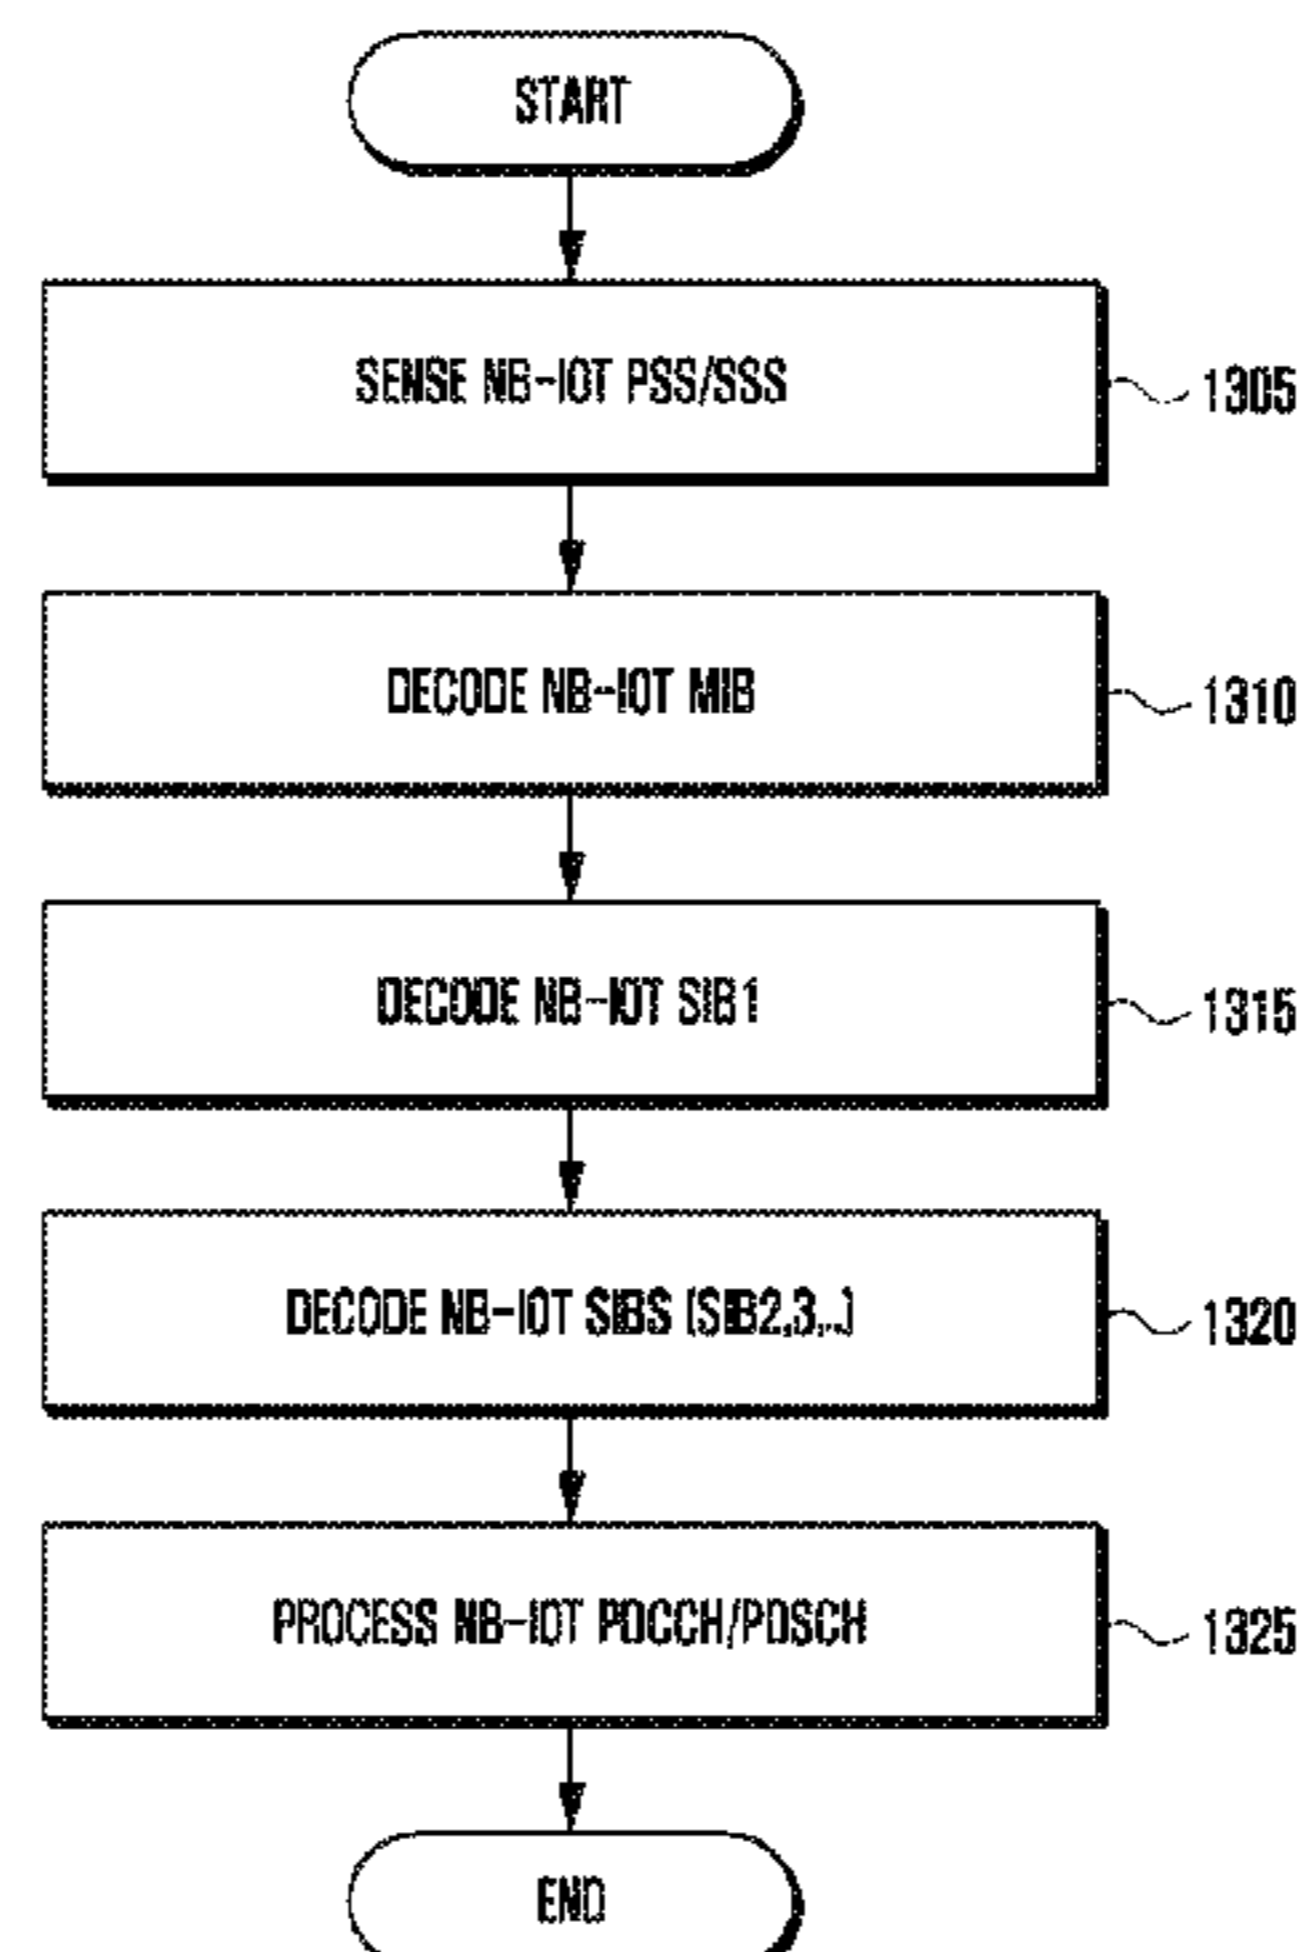 START
SENSE NB-IOT PSS/SSS
1305
DECODE NB-IOT MIB
1310
DECODE NB-IOT SIB1
1315
DECODE NB-IOT SIBS (SIB2,3,..)
1320
PROCESS NB-IOT PDCCH/PDSCH
1325
END